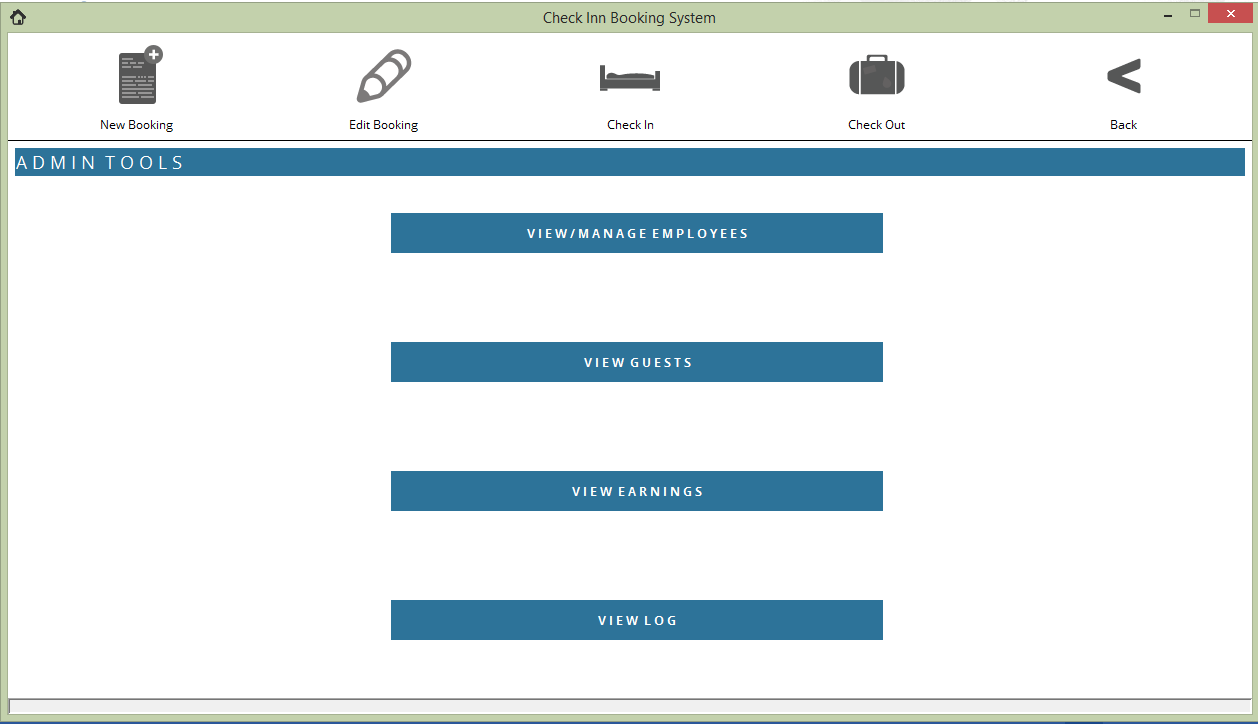 Check Inn Booking System
New Booking Edit Booking Check In Check Out Back
ADMIN TOOLS
VIEW/MANAGE EMPLOYEES
VIEW GUESTS
VIEW EARNINGS
VIEW LOG